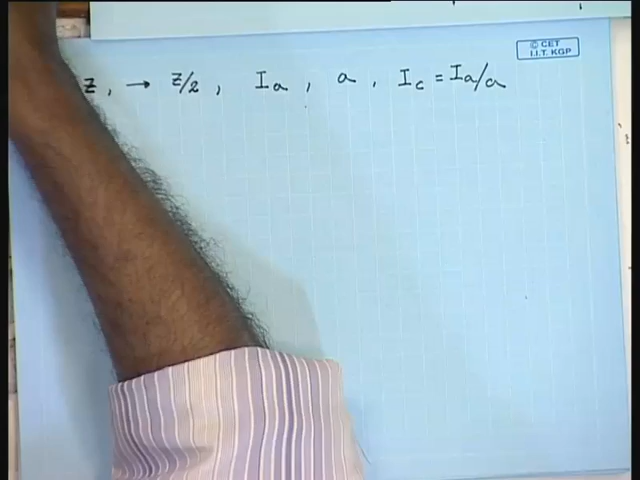 © CET
I.I.T. KGP
Z, → Z/2, Ia, a, Ic = Ia/a